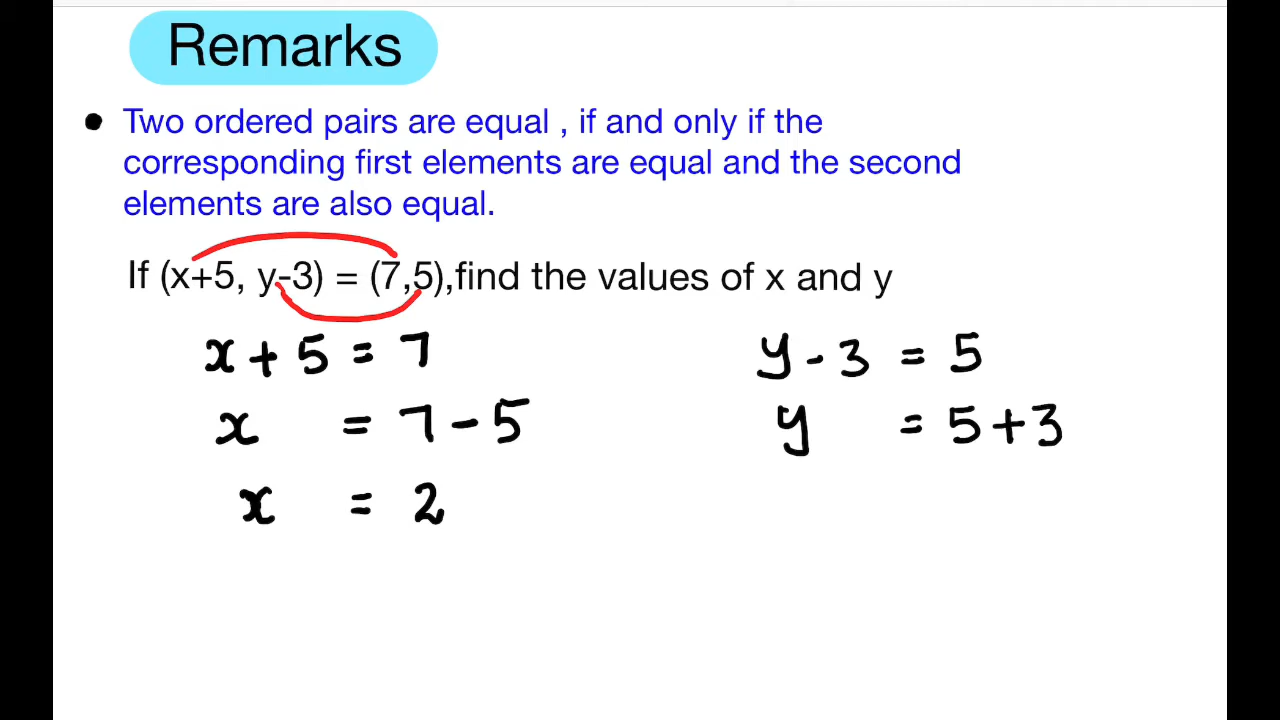 Remarks
• Two ordered pairs are equal , if and only if the
corresponding first elements are equal and the second
elements are also equal.
If (x+5, y-3) = (7,5),find the values of x and y
x + 5 = 7
y - 3 = 5
x = 7 - 5
y = 5 + 3
x = 2